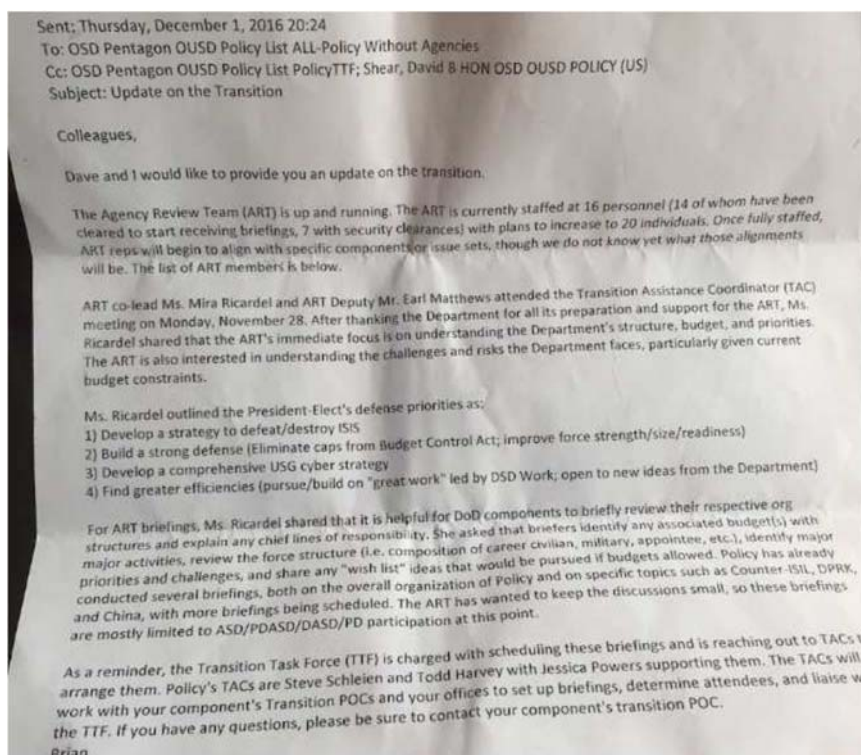 Sent: Thursday, December 1, 2016 20:24
To: OSD Pentagon OUSD Policy List ALL-Policy Without Agencies
Cc: OSD Pentagon OUSD Policy List PolicyTTF; Shear, David B HON OSD OUSD POLICY (US)
Subject: Update on the Transition
Colleagues,
Dave and I would like to provide you an update on the transition.
The Agency Review Team (ART) is up and running. The ART is currently staffed at 16 personnel (14 of whom have been
cleared to start receiving briefings, 7 with security clearances) with plans to increase to 20 individuals. Once fully staffed,
ART reps will begin to align with specific components or issue sets, though we do not know yet what those alignments
will be. The list of ART members is below.
ART co-lead Ms. Mira Ricardel and ART Deputy Mr. Earl Matthews attended the Transition Assistance Coordinator (TAC)
meeting on Monday, November 28. After thanking the Department for all its preparation and support for the ART, Ms.
Ricardel shared that the ART's immediate focus is on understanding the Department's structure, budget, and priorities.
The ART is also interested in understanding the challenges and risks the Department faces, particularly given current
budget constraints.
Ms. Ricardel outlined the President-Elect's defense priorities as:
1) Develop a strategy to defeat/destroy ISIS
2) Build a strong defense (Eliminate caps from Budget Control Act; improve force strength/size/readiness)
3) Develop a comprehensive USG cyber strategy
4) Find greater efficiencies (pursue/build on "great work" led by DSD Work; open to new ideas from the Department)
For ART briefings, Ms. Ricardel shared that it is helpful for DoD components to briefly review their respective org
structures and explain any chief lines of responsibility. She asked that briefers identify any associated budget(s) with
major activities, review the force structure (i.e. composition of career civilian, military, appointee, etc.), identify major
priorities and challenges, and share any "wish list" ideas that would be pursued if budgets allowed. Policy has already
conducted several briefings, both on the overall organization of Policy and on specific topics such as Counter-ISIL, DPRK,
and China, with more briefings being scheduled. The ART has wanted to keep the discussions small, so these briefings
are mostly limited to ASD/PDASD/DASD/PD participation at this point.
As a reminder, the Transition Task Force (TTF) is charged with scheduling these briefings and is reaching out to TACs t
arrange them. Policy's TACs are Steve Schleien and Todd Harvey with Jessica Powers supporting them. The TACs will
work with your component's Transition POCs and your offices to set up briefings, determine attendees, and liaise w
the TTF. If you have any questions, please be sure to contact your component's transition POC.
Brian